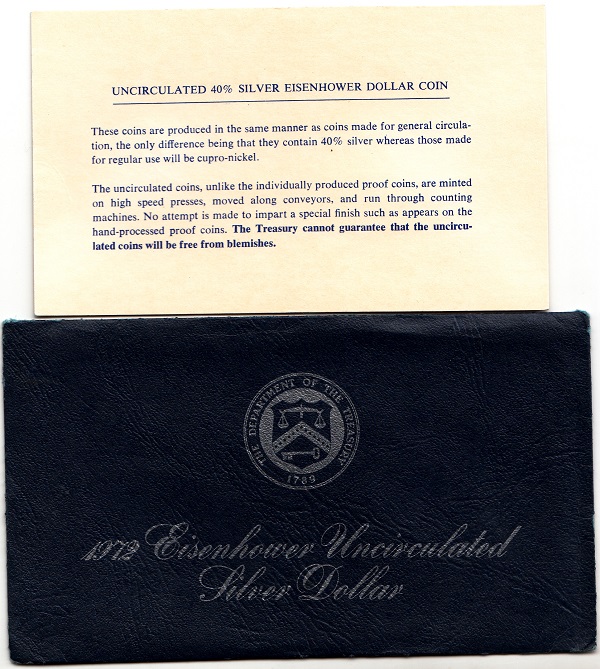 UNCIRCULATED 40% SILVER EISENHOWER DOLLAR COIN
These coins are produced in the same manner as coins made for general circula-
tion, the only difference being that they contain 40% silver whereas those made
for regular use will be cupro-nickel.
The uncirculated coins, unlike the individually produced proof coins, are minted
on high speed presses, moved along conveyors, and run through counting
machines. No attempt is made to impart a special finish such as appears on the
hand-processed proof coins. The Treasury cannot guarantee that the uncircu-
lated coins will be free from blemishes.
THE DEPARTMENT OF THE TREASURY
1789
1972 Eisenhower Uncirculated
Silver Dollar